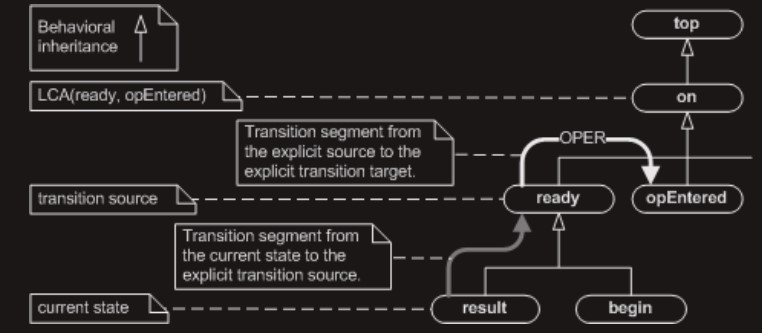 Behavioral
inheritance
top
LCA(ready, opEntered)
on
Transition segment from
the explicit source to the
explicit transition target.
OPER
transition source
ready
opEntered
Transition segment from
the current state to the
explicit transition source.
current state
result
begin